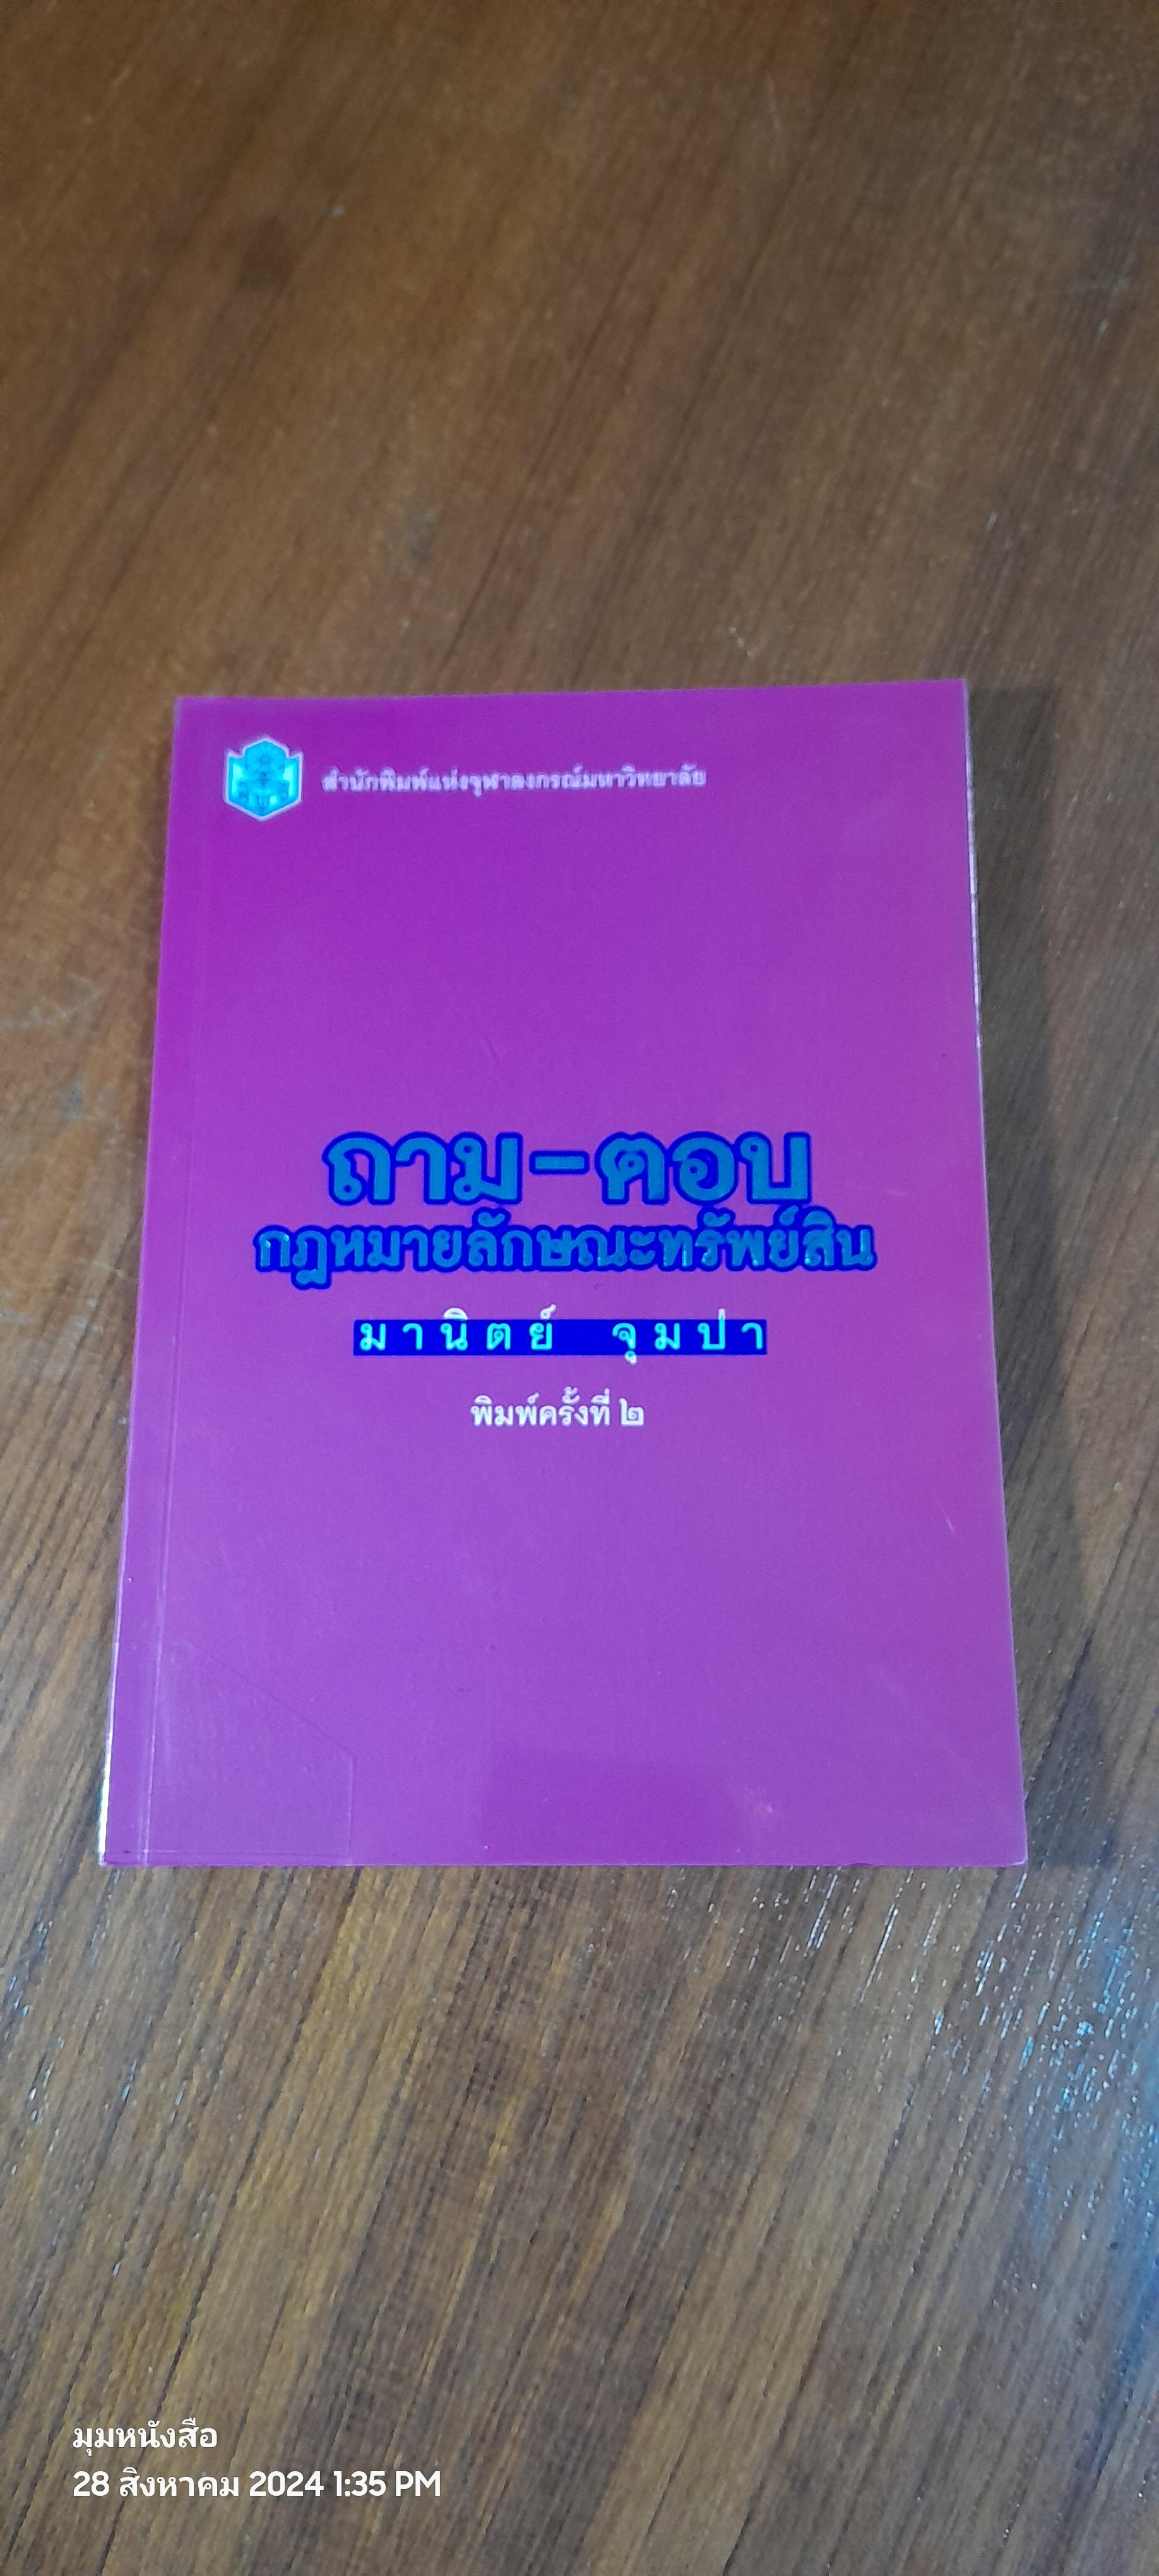 สำนักพิมพ์แห่งจุฬาลงกรณ์มหาวิทยาลัย
ถาม-ตอบ
กฎหมายลักษณะทรัพย์สิน
มานิตย์ จุมปา
พิมพ์ครั้งที่ ๒
มุมหนังสือ
28 สิงหาคม 2024 1:35 PM